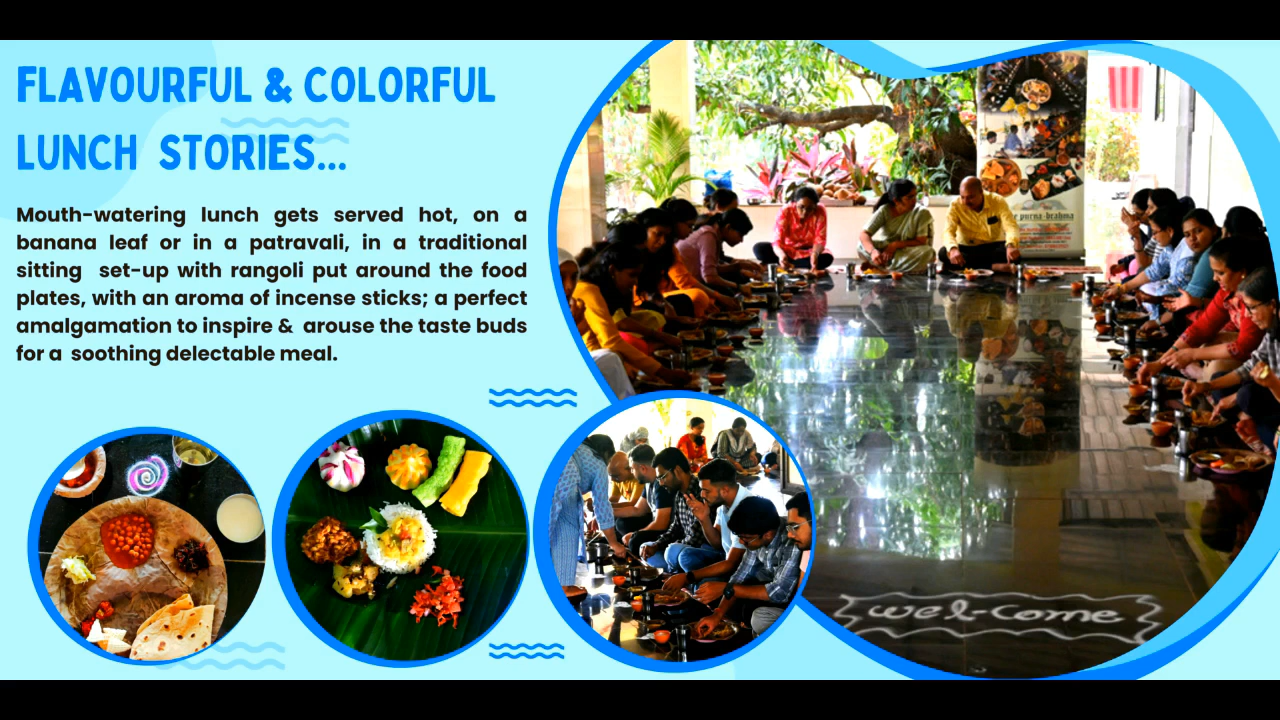 FLAVOURFUL & COLORFUL
LUNCH STORIES...
Mouth-watering lunch gets served hot, on a
banana leaf or in a patravali, in a traditional
sitting set-up with rangoli put around the food
plates, with an aroma of incense sticks; a perfect
amalgamation to inspire & arouse the taste buds
for a soothing delectable meal.
purna-brahma
wel-come